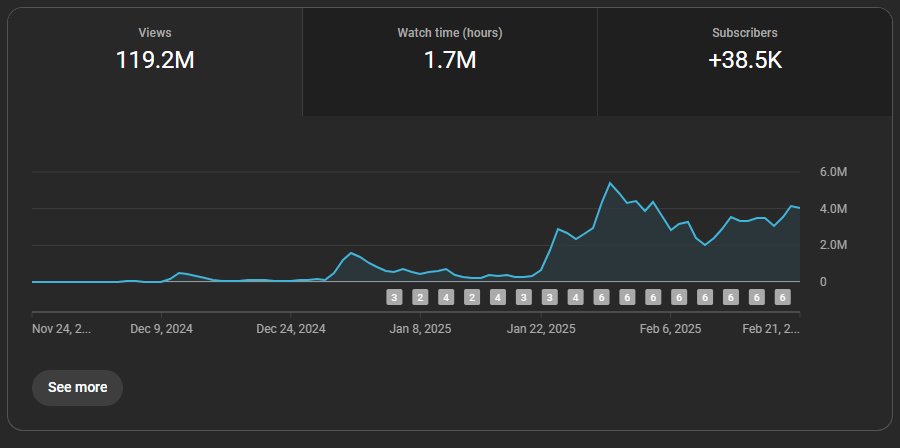 Views
119.2M
Watch time (hours)
1.7M
Subscribers
+38.5K
6.0M
4.0M
2.0M
0
3 2 4 2 4 3 3 4 6 6 6 6 6 6 6 6
Nov 24, 2... Dec 9, 2024 Dec 24, 2024 Jan 8, 2025 Jan 22, 2025 Feb 6, 2025 Feb 21, 2...
See more